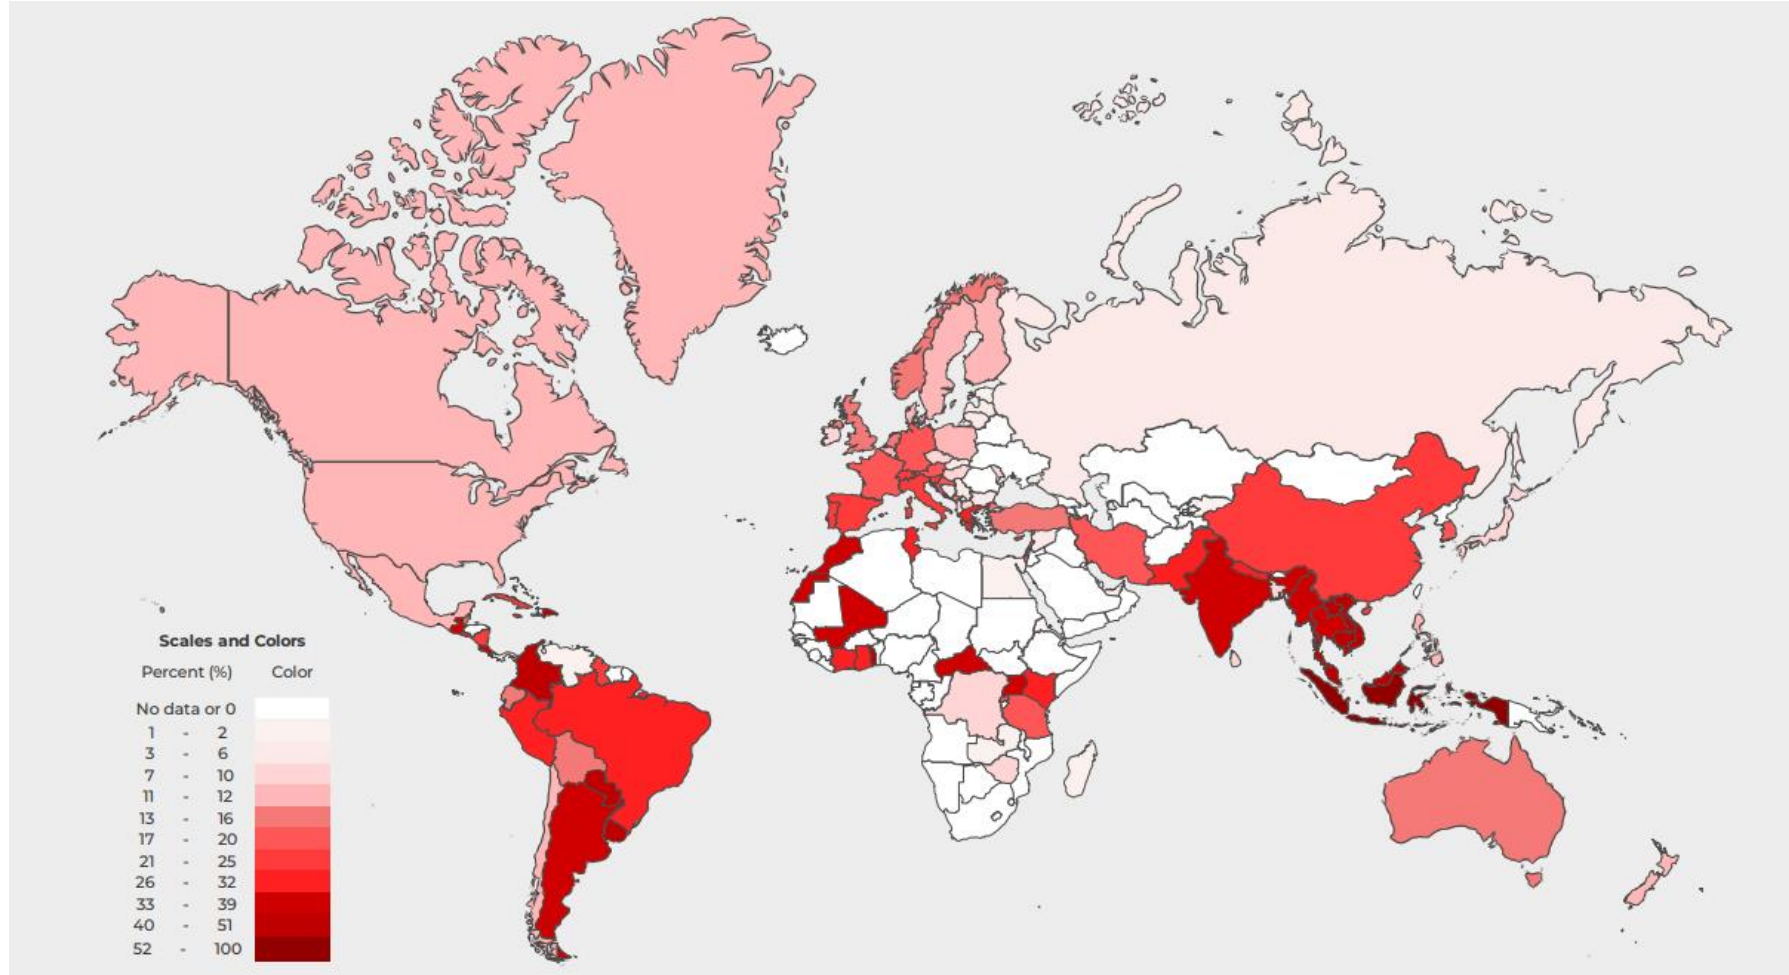 Scales and Colors
Percent (%) Color
No data or 0
1 - 2
3 - 6
7 - 10
11 - 12
13 - 16
17 - 20
21 - 25
26 - 32
33 - 39
40 - 51
52 - 100